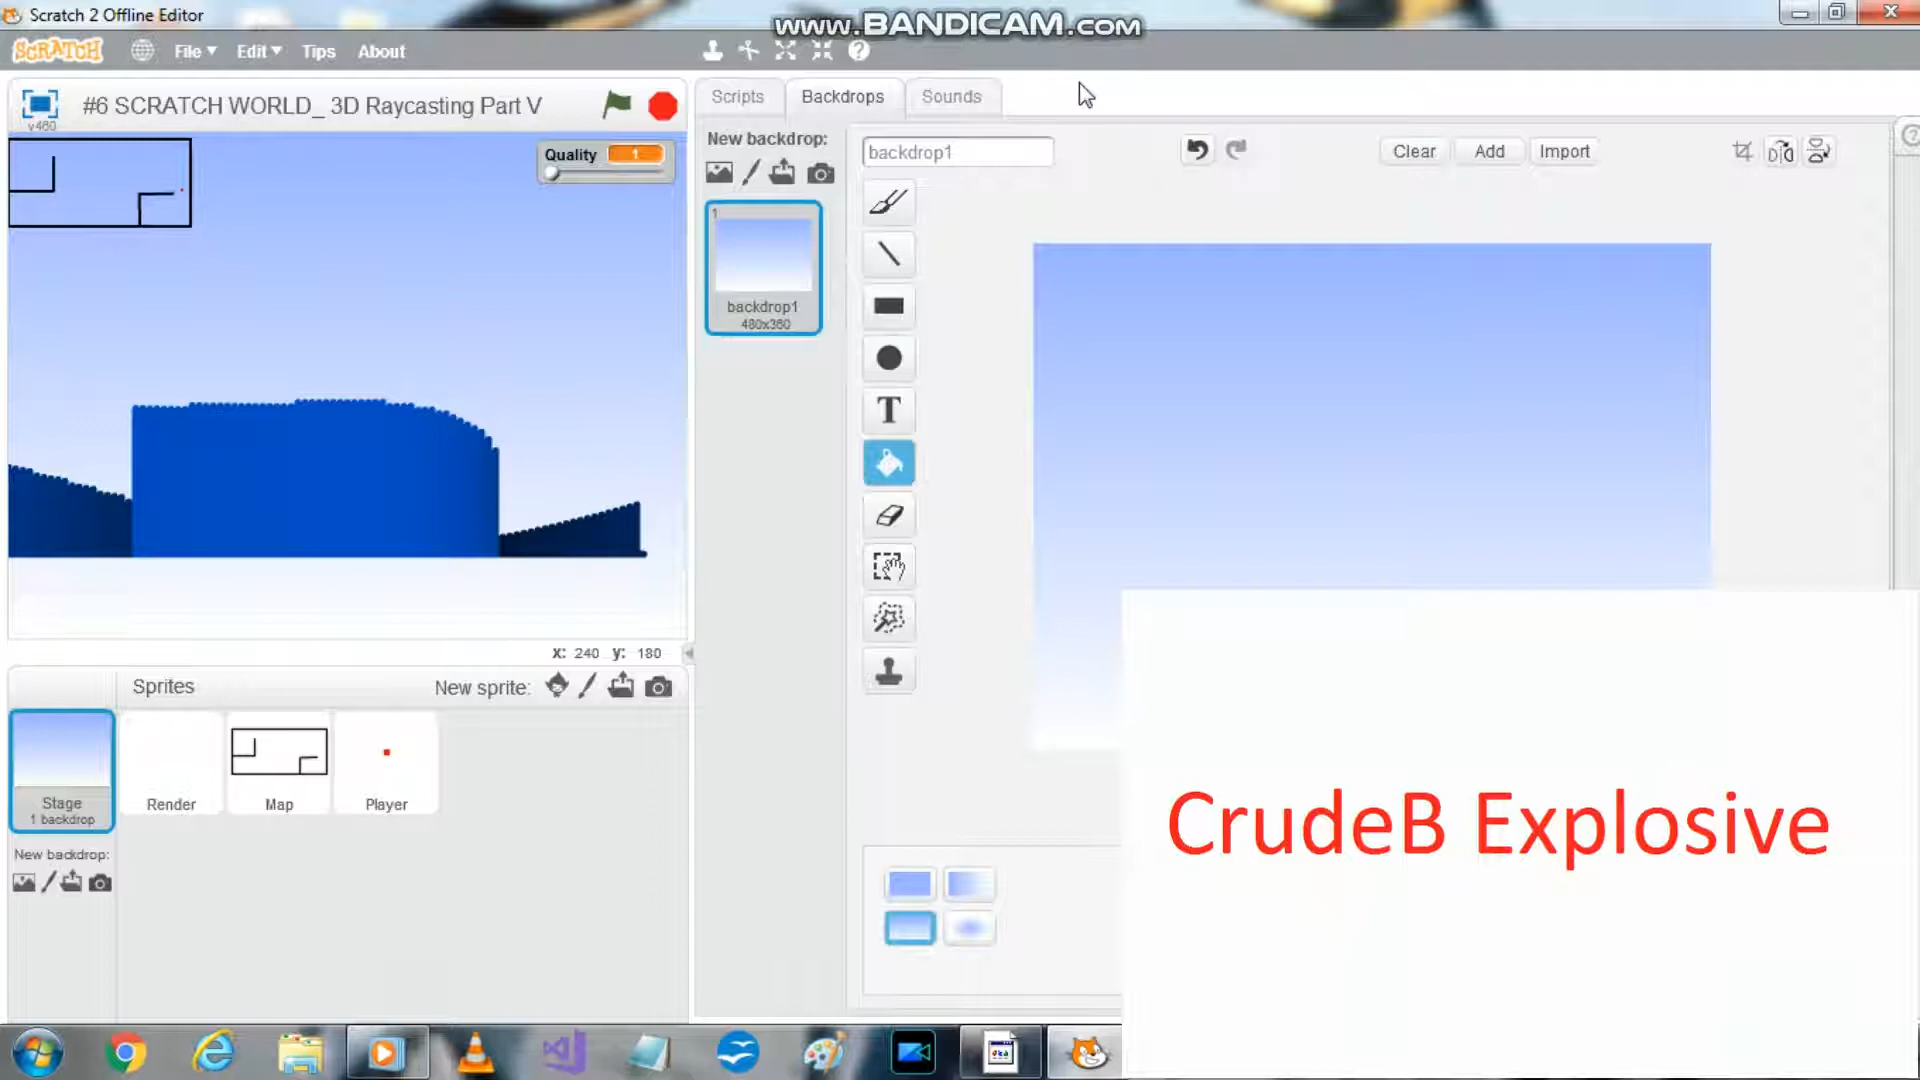 Scratch 2 Offline Editor
www.BANDICAM.com
SCRATCH
File
Edit
Tips
About
#6 SCRATCH WORLD_ 3D Raycasting Part V
v460
Quality 1
Scripts
Backdrops
Sounds
New backdrop:
1
backdrop1
480x360
backdrop1
Clear
Add
Import
T
x: 240 y: 180
Sprites
New sprite:
Stage
1 backdrop
Render
Map
Player
New backdrop:
CrudeB Explosive